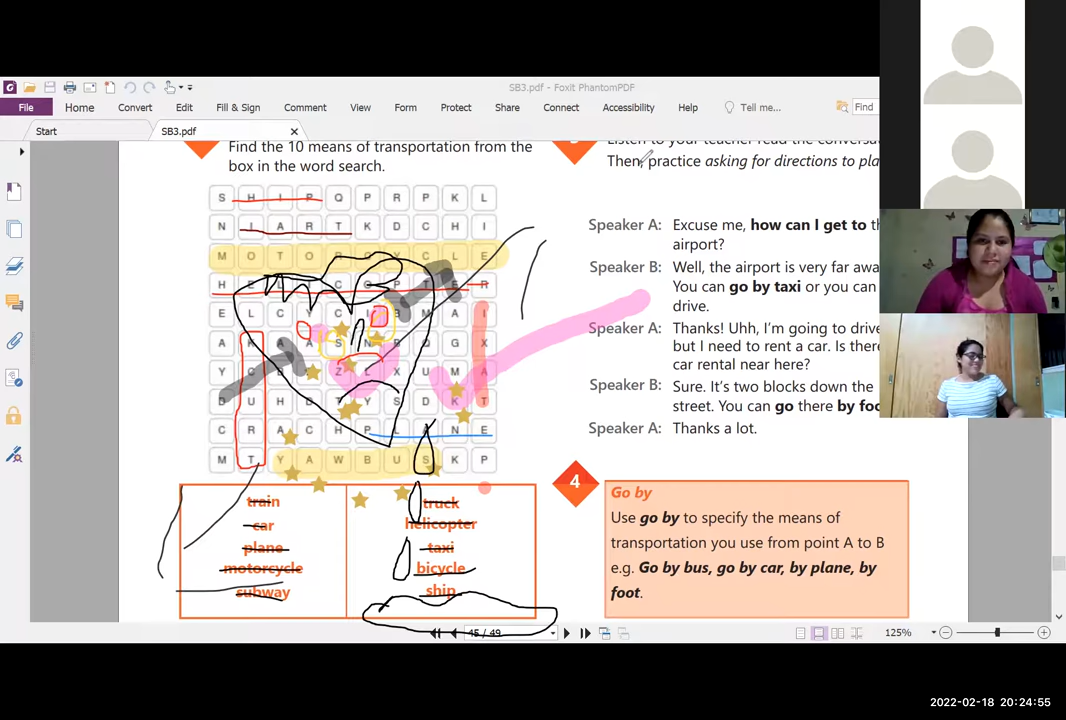 SB3.pdf - Foxit PhantomPDF
File Home Convert Edit Fill & Sign Comment View Form Protect Share Connect Accessibility Help Tell me... Find
Start SB3.pdf
Find the 10 means of transportation from the
box in the word search.
S H I P Q P R P K L
N I A R T K D C H I
M O T O R C Y C L E
H E L I C O P T E R
C R A C H P L A N E
M T Y A W B U S K P
train
car
plane
motorcycle
subway
truck
helicopter
taxi
bicycle
ship
Listen to your teacher read the conversa
Then, practice asking for directions to pla
Speaker A: Excuse me, how can I get to th
airport?
Speaker B: Well, the airport is very far awa
You can go by taxi or you can
drive.
Speaker A: Thanks! Uhh, I'm going to drive
but I need to rent a car. Is there
car rental near here?
Speaker B: Sure. It's two blocks down the
street. You can go there by foo
Speaker A: Thanks a lot.
4
Go by
Use go by to specify the means of
transportation you use from point A to B
e.g. Go by bus, go by car, by plane, by
foot.
45 / 49
125%
2022-02-18 20:24:55